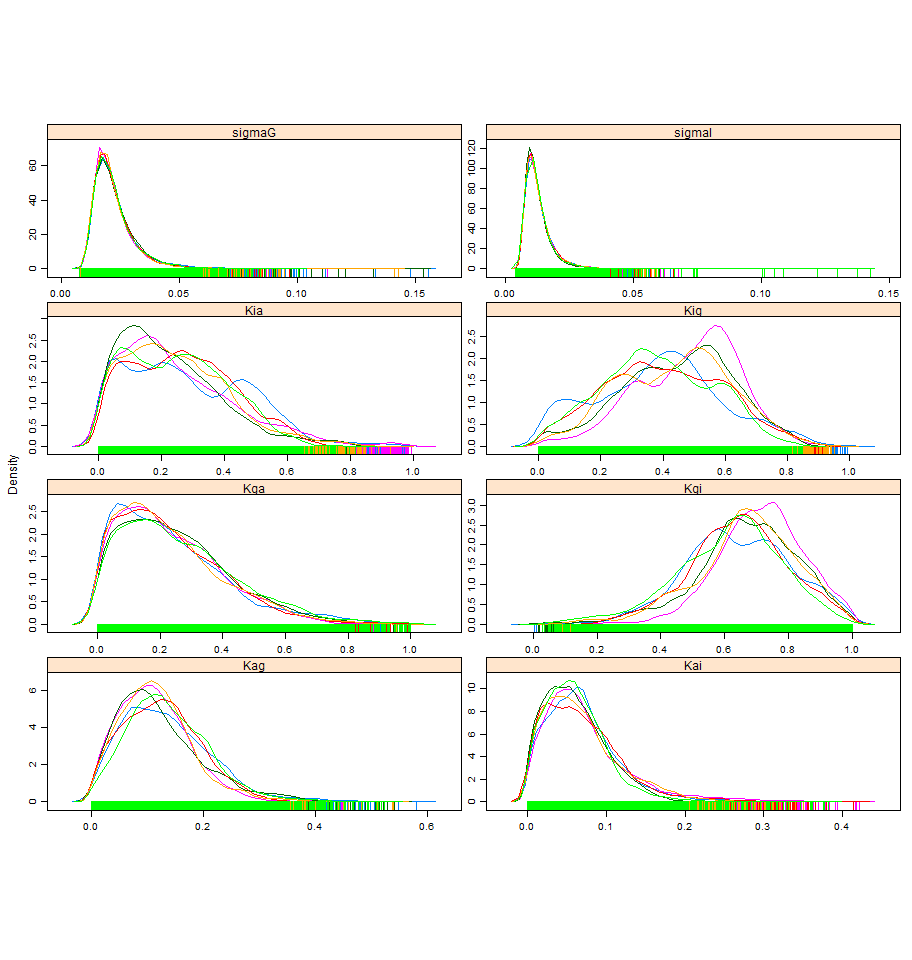 sigmaG
sigmaI
0 20 40 60
0 20 40 60 80 100 120
0.00 0.05 0.10 0.15
0.00 0.05 0.10 0.15
Kia
Kig
0.0 0.5 1.0 1.5 2.0 2.5
0.0 0.5 1.0 1.5 2.0 2.5
0.0 0.2 0.4 0.6 0.8 1.0
0.0 0.2 0.4 0.6 0.8 1.0
Density
Kga
Kgi
0.0 0.5 1.0 1.5 2.0 2.5
0.0 0.5 1.0 1.5 2.0 2.5 3.0
0.0 0.2 0.4 0.6 0.8 1.0
0.0 0.2 0.4 0.6 0.8 1.0
Kag
Kai
0 2 4 6
0 2 4 6 8 10
0.0 0.2 0.4 0.6
0.0 0.1 0.2 0.3 0.4